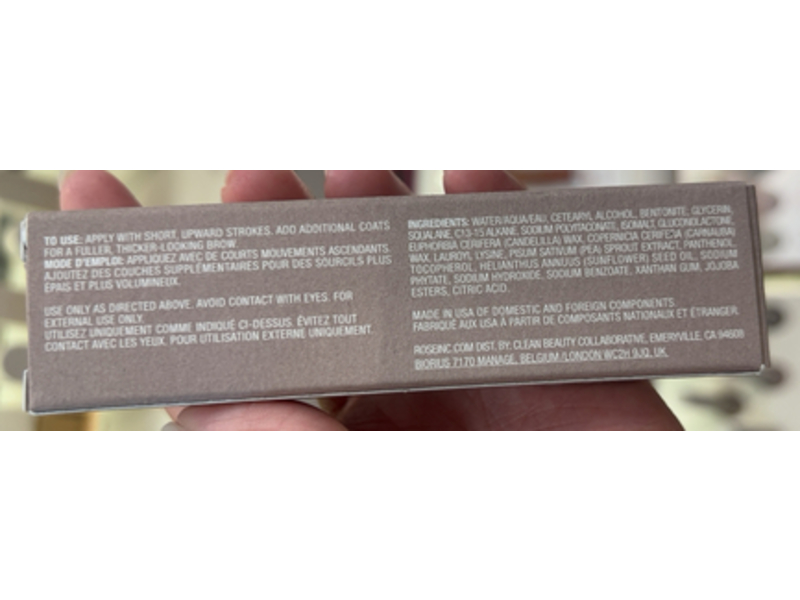 TO USE: APPLY WITH SHORT, UPWARD STROKES. ADD ADDITIONAL COATS
FOR A FULLER, THICKER-LOOKING BROW.
MODE D'EMPLOI: APPLIQUEZ AVEC DE COURTS MOUVEMENTS ASCENDANTS.
AJOUTEZ DES COUCHES SUPPLÉMENTAIRES POUR DES SOURCILS PLUS
ÉPAIS ET PLUS VOLUMINEUX.
USE ONLY AS DIRECTED ABOVE. AVOID CONTACT WITH EYES. FOR
EXTERNAL USE ONLY.
UTILISEZ UNIQUEMENT COMME INDIQUÉ CI-DESSUS. ÉVITEZ TOUT
CONTACT AVEC LES YEUX. POUR UTILISATION EXTERNE UNIQUEMENT.
INGREDIENTS: WATER/AQUA/EAU, CETEARYL ALCOHOL, BENTONITE, GLYCERIN,
SQUALANE, C13-15 ALKANE, SODIUM POLYITACONATE, ISOMALT, GLUCONOLACTONE,
EUPHORBIA CERIFERA (CANDELILLA) WAX, COPERNICIA CERIFERA (CARNAUBA)
WAX, LAUROYL LYSINE, PISUM SATIVUM (PEA) SPROUT EXTRACT, PANTHENOL,
TOCOPHEROL, HELIANTHUS ANNUUS (SUNFLOWER) SEED OIL, SODIUM
PHYTATE, SODIUM HYDROXIDE, SODIUM BENZOATE, XANTHAN GUM, JOJOBA
ESTERS, CITRIC ACID.
MADE IN USA OF DOMESTIC AND FOREIGN COMPONENTS.
FABRIQUÉ AUX USA À PARTIR DE COMPOSANTS NATIONAUX ET ÉTRANGER.
ROSEINC.COM DIST. BY: CLEAN BEAUTY COLLABORATIVE, EMERYVILLE, CA 94608
BIORIUS 7170 MANAGE, BELGIUM /LONDON WC2H 9JQ, UK.